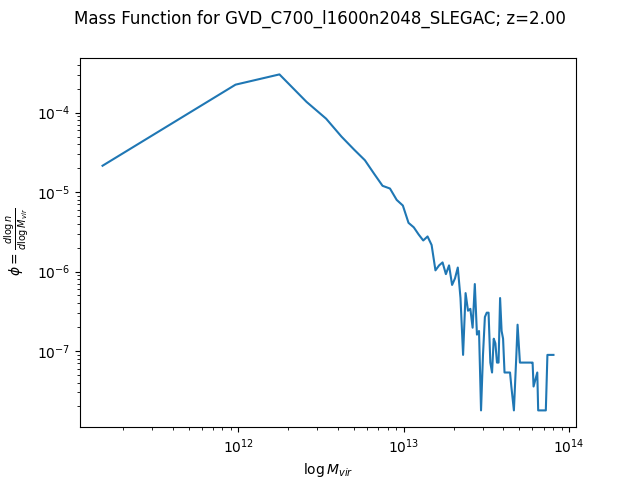 Mass Function for GVD_C700_l1600n2048_SLEGAC; z=2.00
10⁻⁴
10⁻⁵
10⁻⁶
10⁻⁷
ϕ = d log n / d log M_vir
10¹²
10¹³
10¹⁴
log M_vir